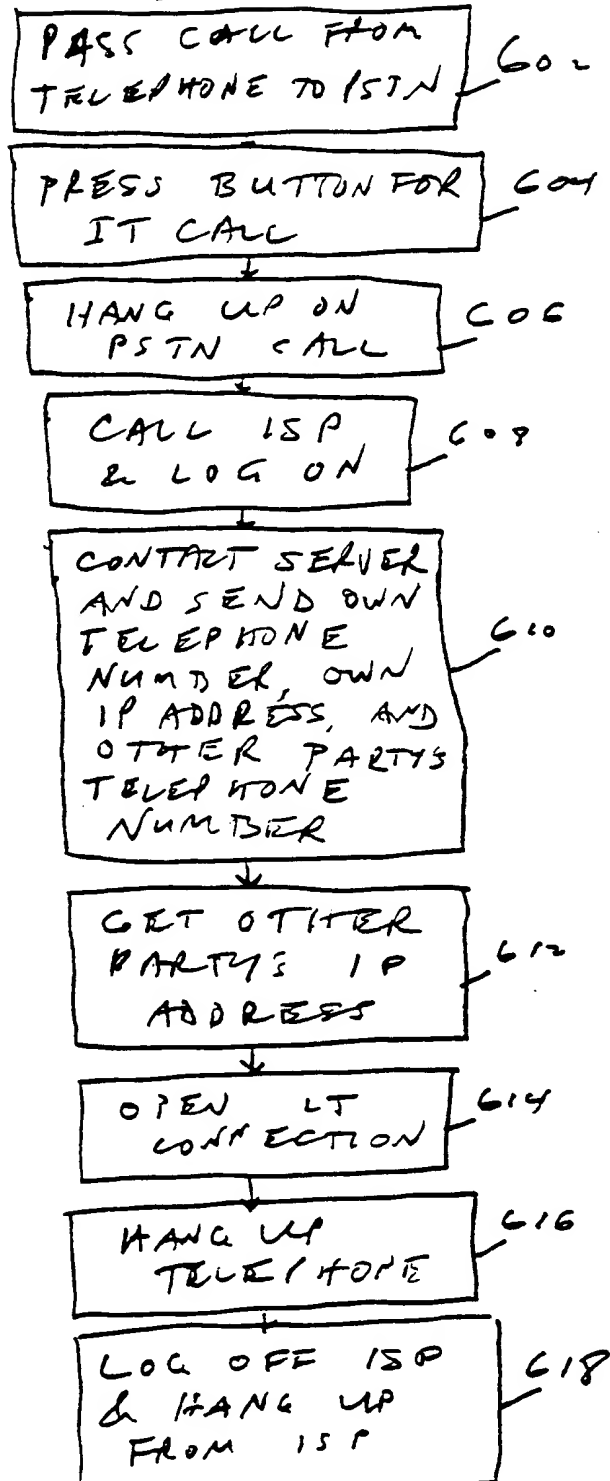 PASS CALL FROM
TELEPHONE TO PSTN 602
PRESS BUTTON FOR 604
IT CALL
HANG UP ON 606
PSTN CALL
CALL ISP 608
& LOG ON
CONTACT SERVER
AND SEND OWN
TELEPHONE 610
NUMBER, OWN
IP ADDRESS, AND
OTHER PARTY'S
TELEPHONE
NUMBER
GET OTHER
PARTY'S IP 612
ADDRESS
OPEN IT 614
CONNECTION
HANG UP 616
TELEPHONE
LOG OFF ISP 618
& HANG UP
FROM ISP